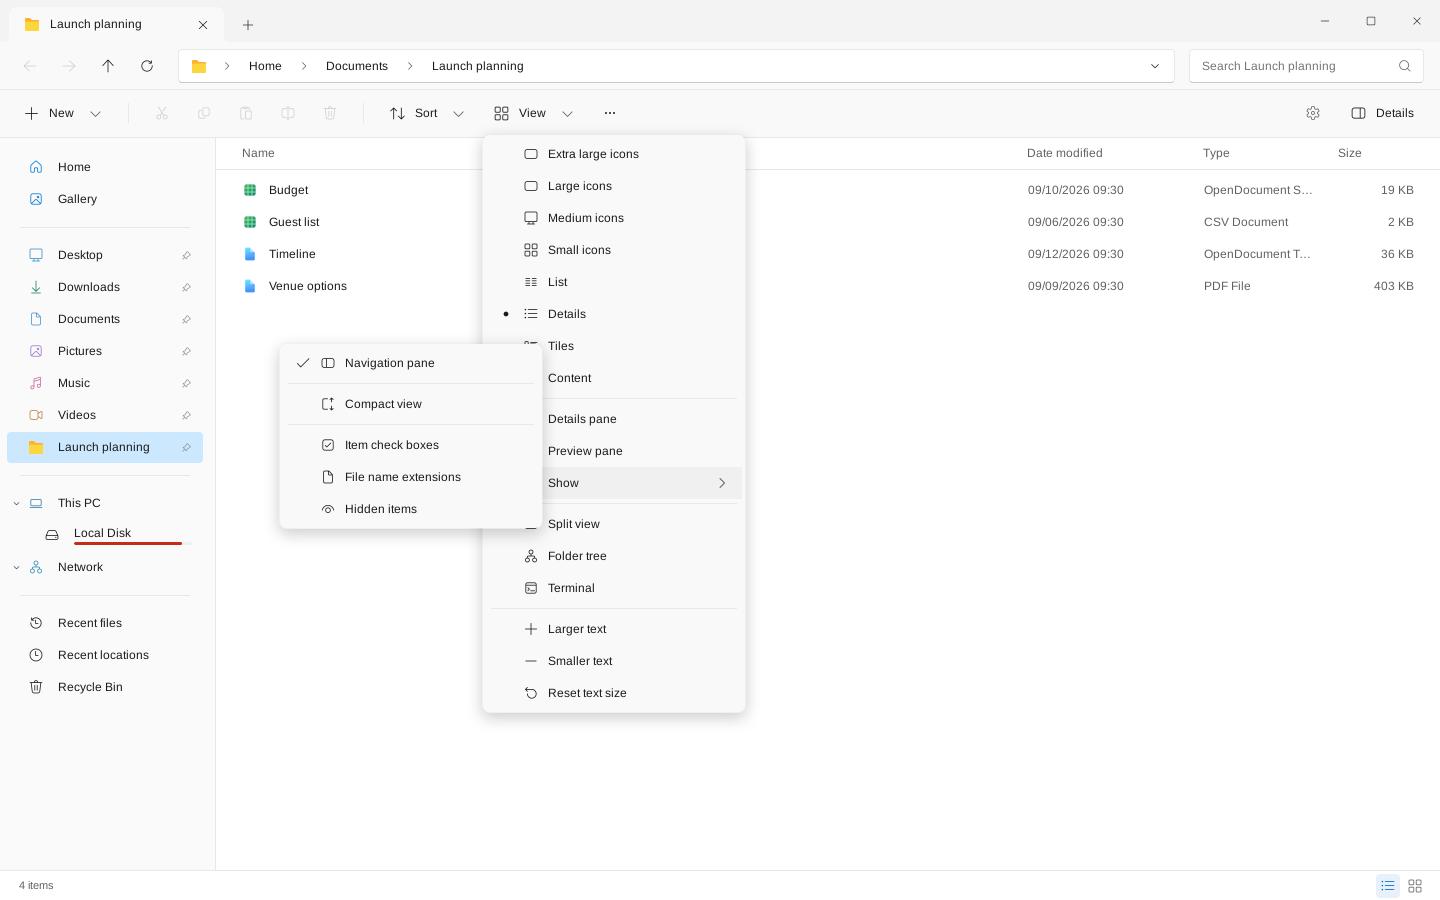 Launch planning
Home
Documents
Launch planning
Search Launch planning
New
Sort
View
Details
Home
Gallery
Desktop
Downloads
Documents
Pictures
Music
Videos
Launch planning
This PC
Local Disk
Network
Recent files
Recent locations
Recycle Bin
Name
Date modified
Type
Size
Budget
09/10/2026 09:30
OpenDocument S...
19 KB
Guest list
09/06/2026 09:30
CSV Document
2 KB
Timeline
09/12/2026 09:30
OpenDocument T...
36 KB
Venue options
09/09/2026 09:30
PDF File
403 KB
Extra large icons
Large icons
Medium icons
Small icons
List
Details
Tiles
Content
Details pane
Preview pane
Show
Split view
Folder tree
Terminal
Larger text
Smaller text
Reset text size
Navigation pane
Compact view
Item check boxes
File name extensions
Hidden items
4 items